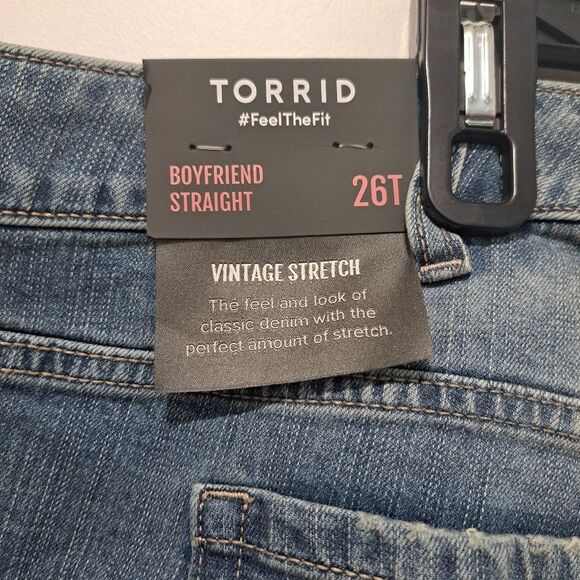 TORRID
#FeelTheFit
BOYFRIEND
STRAIGHT 26T
VINTAGE STRETCH
The feel and look of
classic denim with the
perfect amount of stretch.